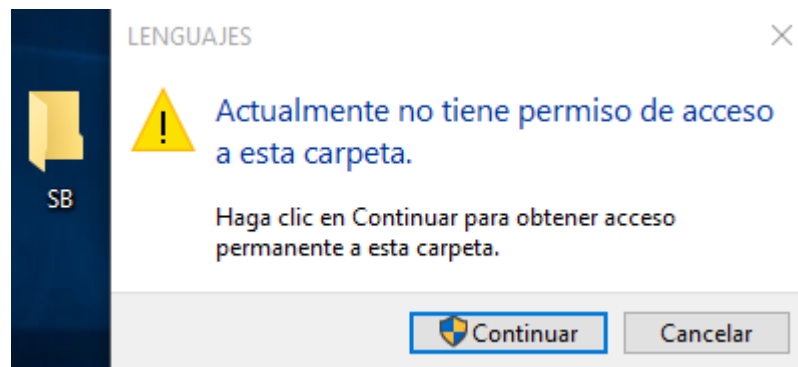 LENGUAJES
Actualmente no tiene permiso de acceso
a esta carpeta.
SB
Haga clic en Continuar para obtener acceso
permanente a esta carpeta.
Continuar
Cancelar